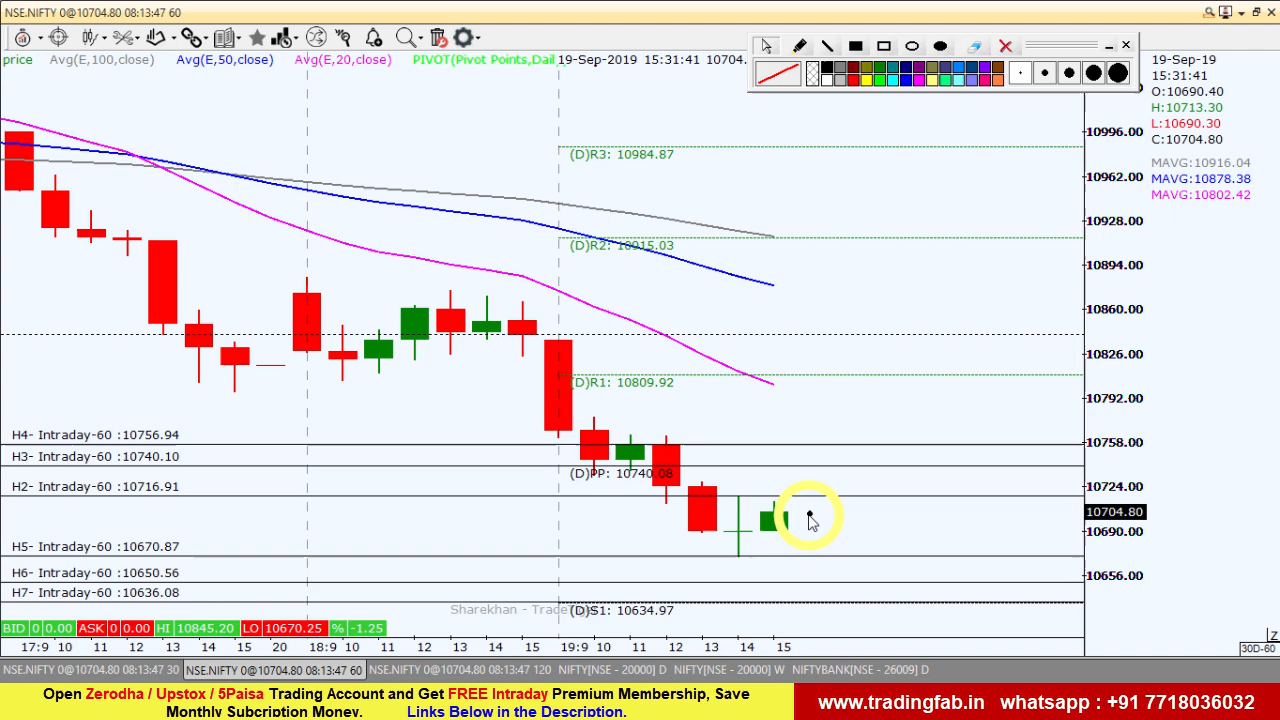 NSE.NIFTY 0@10704.80 08:13:47 60
price Avg(E,100,close) Avg(E,50,close) Avg(E,20,close) PIVOT(Pivot Points,Dail 19-Sep-2019 15:31:41 10704.
19-Sep-19
15:31:41
O:10690.40
H:10713.30
L:10690.30
C:10704.80
MAVG:10916.04
MAVG:10878.38
MAVG:10802.42
10996.00
10962.00
10928.00
10894.00
10860.00
10826.00
10792.00
10758.00
10724.00
10704.80
10690.00
10656.00
(D)R3: 10984.87
(D)R2: 10915.03
(D)R1: 10809.92
H4- Intraday-60 :10756.94
H3- Intraday-60 :10740.10
(D)PP: 10740.08
H2- Intraday-60 :10716.91
H5- Intraday-60 :10670.87
H6- Intraday-60 :10650.56
H7- Intraday-60 :10636.08
Sharekhan - Trade
(D)S1: 10634.97
BID 0 0.00 ASK 0 0.00 HI 10845.20 LO 10670.25 % -1.25
17:9 10 11 12 13 14 15 18:9 10 11 12 13 14 15 19:9 10 11 12 13 14 15
Z
30D-60
NSE.NIFTY 0@10704.80 08:13:47 30 NSE.NIFTY 0@10704.80 08:13:47 60 NSE.NIFTY 0@10704.80 08:13:47 120 NIFTY[NSE - 20000] D NIFTY[NSE - 20000] W NIFTYBANK[NSE - 26009] D
Open Zerodha / Upstox / 5Paisa Trading Account and Get FREE Intraday Premium Membership, Save
Monthly Subcription Money. Links Below in the Description.
www.tradingfab.in whatsapp : +91 7718036032